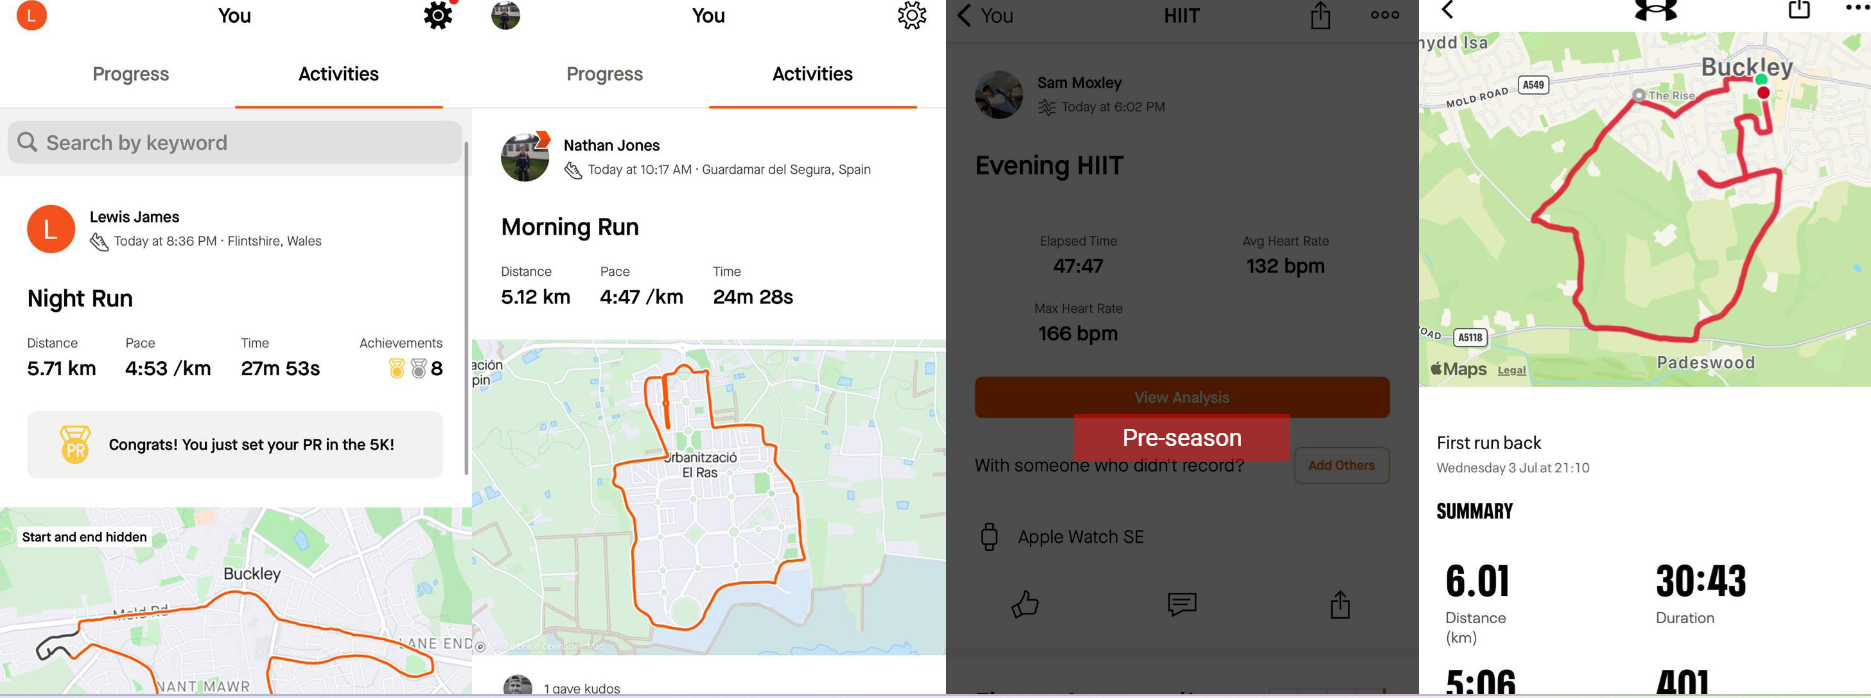 L
You
Progress
Activities
Search by keyword
L
Lewis James
Today at 8:36 PM · Flintshire, Wales
Night Run
Distance
Pace
Time
Achievements
5.71 km
4:53 /km
27m 53s
8
PR
Congrats! You just set your PR in the 5K!
Start and end hidden
Buckley
Mold Rd
LANE END
NANT MAWR
You
Progress
Activities
Nathan Jones
Today at 10:17 AM · Guardamar del Segura, Spain
Morning Run
Distance
Pace
Time
5.12 km
4:47 /km
24m 28s
ación
pin
Urbanització
El Ras
1 gave kudos
You
HIIT
Sam Moxley
Today at 6:02 PM
Evening HIIT
Elapsed Time
Avg Heart Rate
47:47
132 bpm
Max Heart Rate
166 bpm
View Analysis
Pre-season
With someone who didn't record?
Add Others
Apple Watch SE
nydd Isa
Buckley
A549
MOLD ROAD
The Rise
OAD
A5118
Padeswood
Maps
Legal
First run back
Wednesday 3 Jul at 21:10
SUMMARY
6.01
30:43
Distance
(km)
Duration
5:06
401